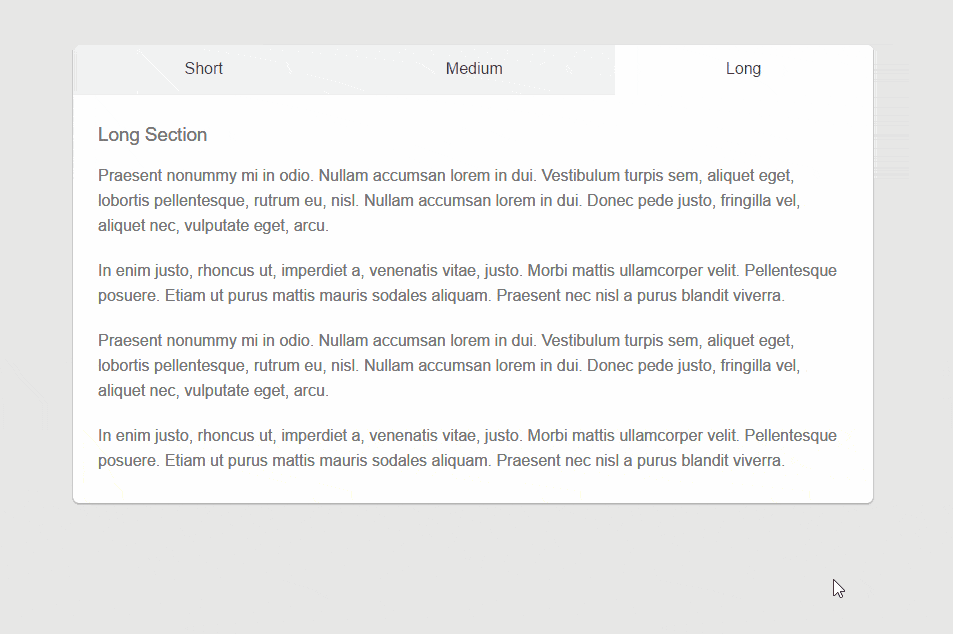 Short Medium Long
Long Section
Praesent nonummy mi in odio. Nullam accumsan lorem in dui. Vestibulum turpis sem, aliquet eget,
lobortis pellentesque, rutrum eu, nisl. Nullam accumsan lorem in dui. Donec pede justo, fringilla vel,
aliquet nec, vulputate eget, arcu.
In enim justo, rhoncus ut, imperdiet a, venenatis vitae, justo. Morbi mattis ullamcorper velit. Pellentesque
posuere. Etiam ut purus mattis mauris sodales aliquam. Praesent nec nisl a purus blandit viverra.
Praesent nonummy mi in odio. Nullam accumsan lorem in dui. Vestibulum turpis sem, aliquet eget,
lobortis pellentesque, rutrum eu, nisl. Nullam accumsan lorem in dui. Donec pede justo, fringilla vel,
aliquet nec, vulputate eget, arcu.
In enim justo, rhoncus ut, imperdiet a, venenatis vitae, justo. Morbi mattis ullamcorper velit. Pellentesque
posuere. Etiam ut purus mattis mauris sodales aliquam. Praesent nec nisl a purus blandit viverra.